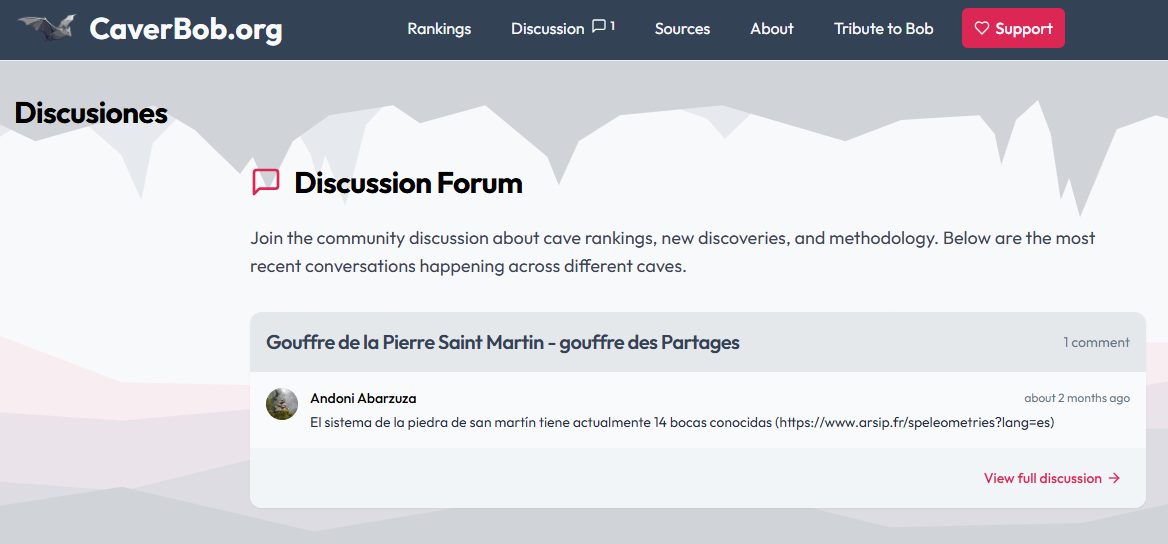 CaverBob.org
Rankings
Discussion 1
Sources
About
Tribute to Bob
Support
Discusiones
Discussion Forum
Join the community discussion about cave rankings, new discoveries, and methodology. Below are the most
recent conversations happening across different caves.
Gouffre de la Pierre Saint Martin - gouffre des Partages
1 comment
Andoni Abarzuza
about 2 months ago
El sistema de la piedra de san martín tiene actualmente 14 bocas conocidas (https://www.arsip.fr/speleometries?lang=es)
View full discussion →